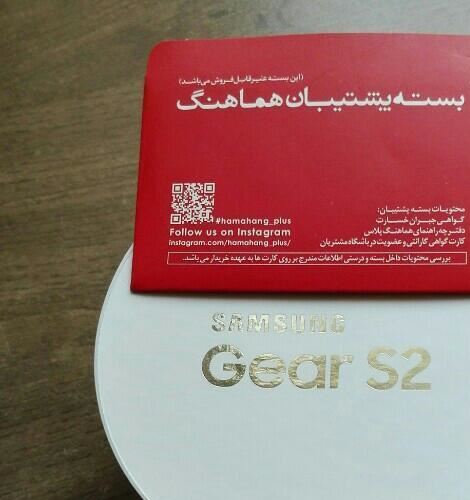 (این بسته غیرقابل فروش می‌باشد)
بسته پشتیبان هماهنگ
#hamahang_plus
Follow us on Instagram
instagram.com/hamahang_plus/
محتویات بسته پشتیبان:
گواهی جبران خسارت
دفترچه راهنمای هماهنگ پلاس
کارت گواهی گارانتی و عضویت در باشگاه مشتریان
بررسی محتویات داخل بسته و درستی اطلاعات مندرج بر روی کارت ها به عهده خریدار می‌باشد.
SAMSUNG
Gear S2